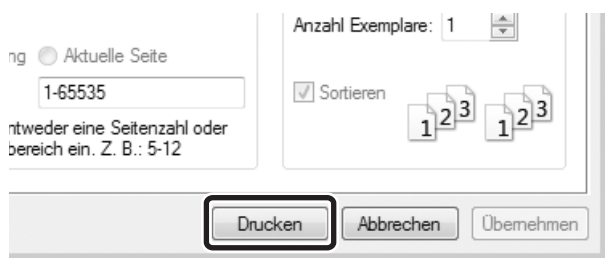 Anzahl Exemplare: 1
ng Aktuelle Seite
1-65535
Sortieren
1 2 3 1 2 3
ntweder eine Seitenzahl oder
bereich ein. Z. B.: 5-12
Drucken Abbrechen Übernehmen